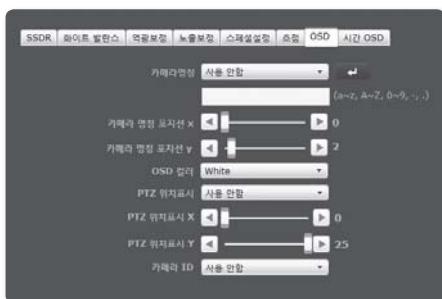 SSDR 화이트 밸런스 역광보정 노출보정 스페셜설정 초점 OSD 시간 OSD
카메라명칭 사용 안함
(a~z, A~Z, 0~9, -, .)
카메라 명칭 포지션 x 0
카메라 명칭 포지션 y 2
OSD 컬러 White
PTZ 위치표시 사용 안함
PTZ 위치표시 X 0
PTZ 위치표시 Y 25
카메라 ID 사용 안함